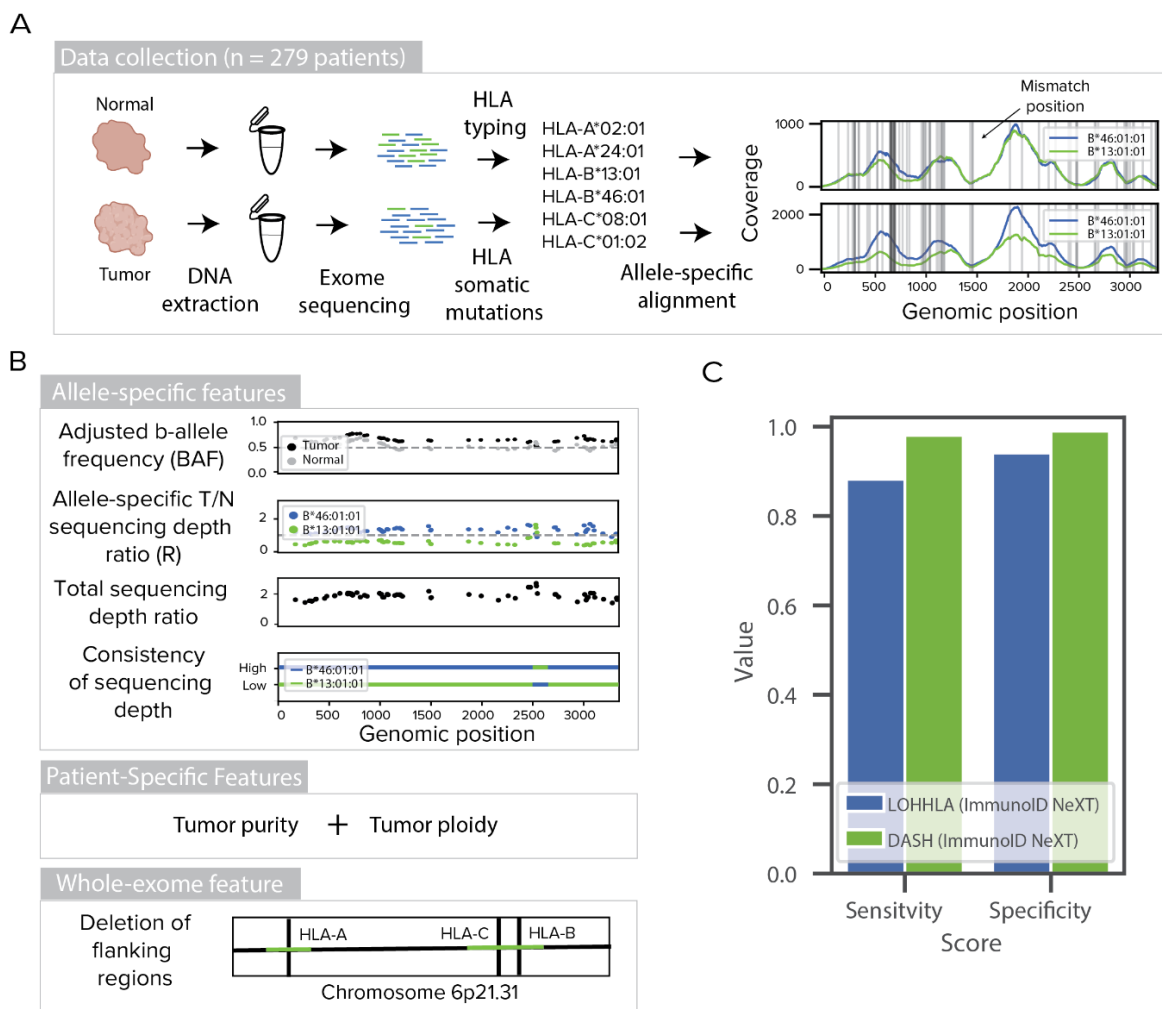 A
Data collection (n = 279 patients)
Normal
Tumor
DNA
extraction
Exome
sequencing
HLA
typing
HLA
somatic
mutations
HLA-A*02:01
HLA-A*24:01
HLA-B*13:01
HLA-B*46:01
HLA-C*08:01
HLA-C*01:02
Allele-specific
alignment
Mismatch
position
Coverage
1000
0
B*46:01:01
B*13:01:01
2000
0
B*46:01:01
B*13:01:01
0 500 1000 1500 2000 2500 3000
Genomic position
B
Allele-specific features
Adjusted b-allele
frequency (BAF)
1.0
0.5
0.0
Tumor
Normal
Allele-specific T/N
sequencing depth
ratio (R)
2
0
B*46:01:01
B*13:01:01
Total sequencing
depth ratio
2
0
Consistency
of sequencing
depth
High
Low
B*46:01:01
B*13:01:01
0 500 1000 1500 2000 2500 3000
Genomic position
Patient-Specific Features
Tumor purity + Tumor ploidy
Whole-exome feature
Deletion of
flanking
regions
HLA-A HLA-C HLA-B
Chromosome 6p21.31
C
Value
1.0
0.8
0.6
0.4
0.2
0.0
LOHHLA (ImmunoID NeXT)
DASH (ImmunoID NeXT)
Sensitvity Specificity
Score